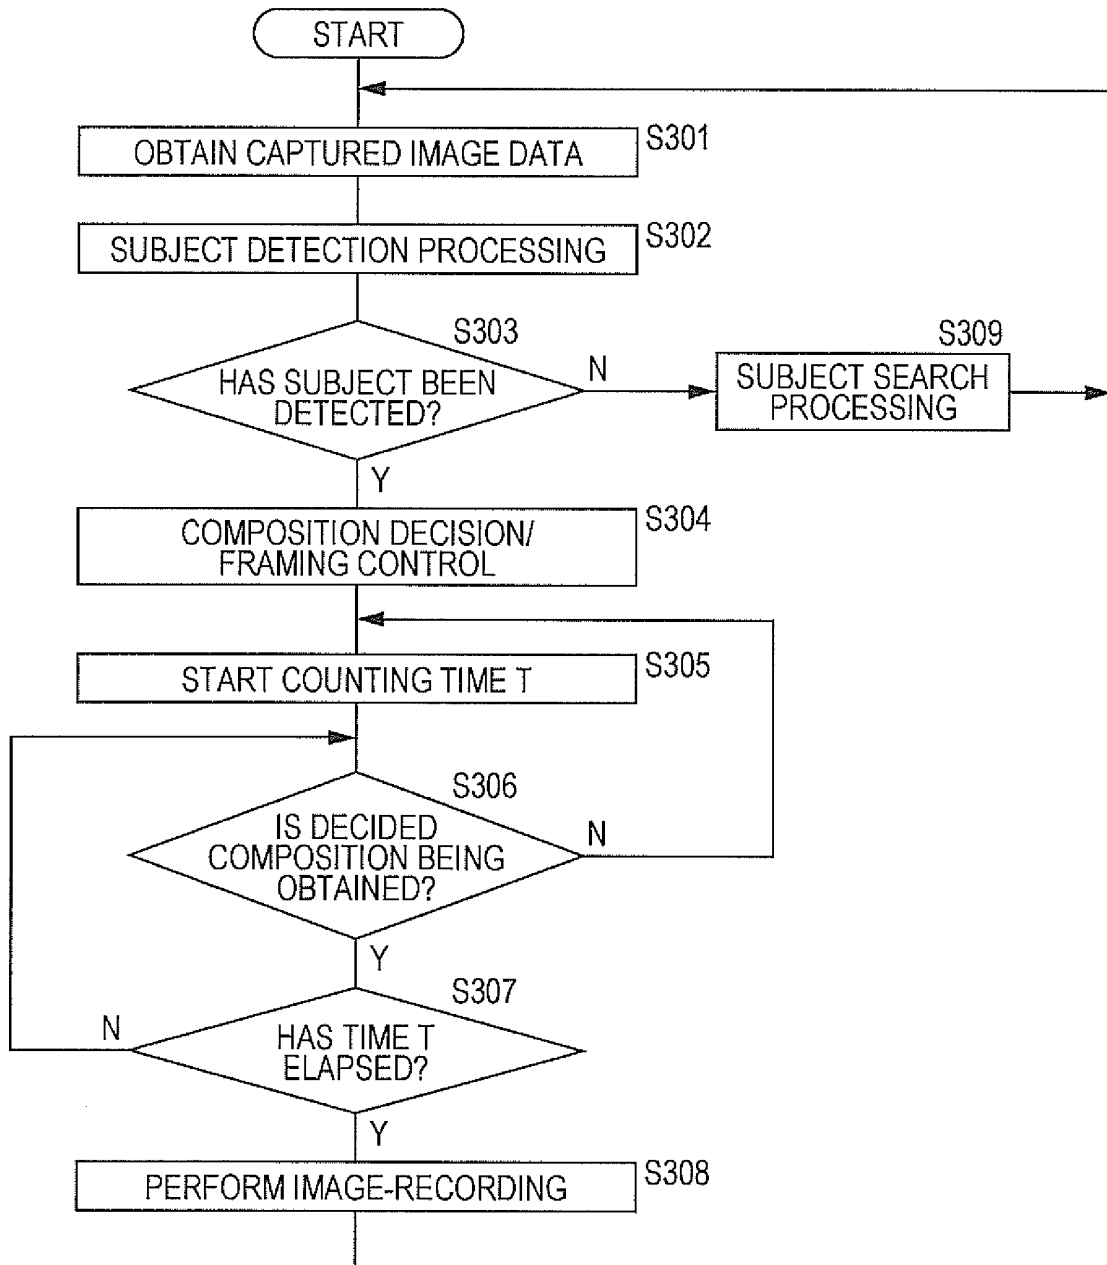 START
OBTAIN CAPTURED IMAGE DATA
S301
SUBJECT DETECTION PROCESSING
S302
S303
HAS SUBJECT BEEN
DETECTED?
N
Y
S309
SUBJECT SEARCH
PROCESSING
COMPOSITION DECISION/
FRAMING CONTROL
S304
START COUNTING TIME T
S305
S306
IS DECIDED
COMPOSITION BEING
OBTAINED?
N
Y
S307
HAS TIME T
ELAPSED?
N
Y
PERFORM IMAGE-RECORDING
S308